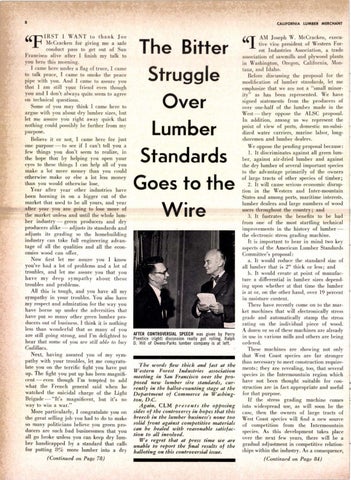 8
CALIFORNIA LUMBER MERCHANT
"FIRST I WANT to thank Joe
McCracken for giving me a safe
conduct pass to get out of San
Francisco alive after I finish my talk to
you here this morning.
I came here under a flag of truce, I came
to talk peace, I came to smoke the peace
pipe with you. And I came to assure you
that I am still your friend even though
you and I don't always quite seem to agree
on technical questions.
Some of you may think I came here to
argue with you about dry lumber sizes, but
let me assure you right away quick that
nothing could possibly be further from my
purpose.
Believe it or not, I came here for just
one purpose — to see if I can't tell you a
few things you don't seem to realize, in
the hope that by helping you open your
eyes to these things, I can help all of you
make a lot more money than you could
otherwise make or else a lot less money
than you would otherwise lose.
Year after year other industries have
been horning in on a bigger cut of the
market that used to be all yours, and year
after year you are going to lose more of
the market unless and until the whole lum-
ber industry — green producers and dry
producers alike — adjusts its standards and
adjusts its grading so the homebuilding
industry can take full engineering advan-
tage of all the qualities and all the econ-
omies wood can offer.
Now first let me assure you I know
you've had a lot of problems and a lot of
troubles, and let me assure you that you
have my deep sympathy about these
troubles and problems.
All this is tough, and you have all my
sympathy in your troubles. You also have
my respect and admiration for the way you
have borne up under the adversities that
have put so many other green lumber pro-
ducers out of business. I think it is nothing
less than wonderful that so many of you
are still going strong, and I'm delighted to
hear that some of you are still able to buy
Cadillacs.
Next, having assured you of my sym-
pathy with your troubles, let me congratu-
late you on the terrific fight you have put
up. The fight you put up has been magnifi-
cent — even though I'm tempted to add
what the French general said when he
watched the suicidal charge of the Light
Brigade — "It's magnificent, but it's no
way to win a war."
More particularly, I congratulate you on
the great selling job you had to do to make
so many politicians believe you green pro-
ducers are such bad businessmen that you
all go broke unless you can keep dry lum-
ber handicapped by a standard that calls
for putting 8% more lumber into a dry
(Continued on Page 78)
The Bitter
Struggle
Over
Lumber
Standards
Goes to the
Wire
AFTER CONTROVERSIAL SPEECH was given by Perry
Prentice (right) discussion really got rolling. Ralph
D. Hill of Owens-Parks lumber company is at left.
The words flew thick and fast at the
Western Forest Industries Association
meeting in San Francisco over the pro-
posed new lumber size standards, cur-
rently in the ballot-counting stage at the
Department of Commerce in Washing-
ton, D.C.
Again, CLM presents the opposing
sides of the controversy in hopes that this
breech in the lumber business's none too
solid front against competitive materials
can be healed with reasonable satisfac-
tion to all involved.
We regret that at press time we are
unable to report the final results of the
balloting on this controversial issue.
"I AM Joseph W. McCracken, execu-
tive vice president of Western For-
est Industries Association, a trade
association of sawmills and plywood plants
in Washington, Oregon, California, Mon-
tana, and Idaho.
Before discussing the proposal for the
modification of lumber standards, let me
emphasize that we are not a "small minor-
ity" as has been represented. We have
signed statements from the producers of
over one-half of the lumber made in the
West — they oppose the ALSC proposal.
In addition, among us we represent the
point of view of parts of labor, no-subsi-
dized water carriers, marine labor, long-
shoremen and lumber dealers.
We oppose the pending proposal because:
1. It discriminates against all green lum-
ber, against air-dried lumber and against
the dry lumber of several important species
to the advantage primarily of the owners
of large tracts of other species of timber;
2. It will cause serious economic disrup-
tion in the Western and Inter-mountain
States and among ports, maritime interests,
lumber dealers and large numbers of wood
users throughout the country; and
3. It frustrates the benefits to be had
from one of the most startling technical
improvements in the history of lumber —
the electronic stress grading machine.
It is important to bear in mind two key
aspects of the American Lumber Standards
Committee's proposal:
a. It would reduce the standard size of
all lumber that is 2" thick or less; and
b. It would create at point of manufac-
ture a differential in lumber sizes depending
upon whether at that time the lumber
is at or, on the other hand, over 19 percent
in moisture content.
There have recently come on to the mar-
ket machines that will electronically stress
grade and automatically stamp the stress
rating on the individual piece of wood.
A dozen or so of these machines are already
in use in various mills and others are being
ordered.
These machines are showing not only
that West Coast species are far stronger
than necessary to meet construction require-
ments; they are revealing, too, that several
species in the Intermountain region which
have not been thought suitable for con-
struction are in fact appropriate and useful
for that purpose.
If the stress grading machine comes
into widespread use, as will soon be the
case, then the owners of large tracts of
West Coast species will find a new source
of competition from the Intermountain
species. As this development takes place
over the next few years, there will be a
gradual adjustment in competitive relation-
ships within the industry. As a consequence,
(Continued on Page 84)